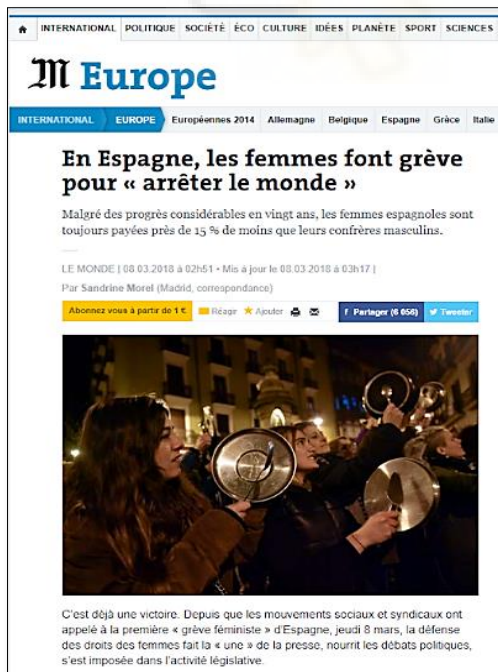 INTERNATIONAL POLITIQUE SOCIÉTÉ ÉCO CULTURE IDÉES PLANÈTE SPORT SCIENCES
M Europe
INTERNATIONAL EUROPE Européennes 2014 Allemagne Belgique Espagne Grèce Italie
En Espagne, les femmes font grève
pour « arrêter le monde »
Malgré des progrès considérables en vingt ans, les femmes espagnoles sont
toujours payées près de 15 % de moins que leurs confrères masculins.
LE MONDE | 08.03.2018 à 02h51 • Mis à jour le 08.03.2018 à 03h17 |
Par Sandrine Morel (Madrid, correspondance)
Abonnez vous à partir de 1 € Réagir Ajouter Partager (6 056) Tweeter
C'est déjà une victoire. Depuis que les mouvements sociaux et syndicaux ont
appelé à la première « grève féministe » d'Espagne, jeudi 8 mars, la défense
des droits des femmes fait la « une » de la presse, nourrit les débats politiques,
s'est imposée dans l'activité législative.